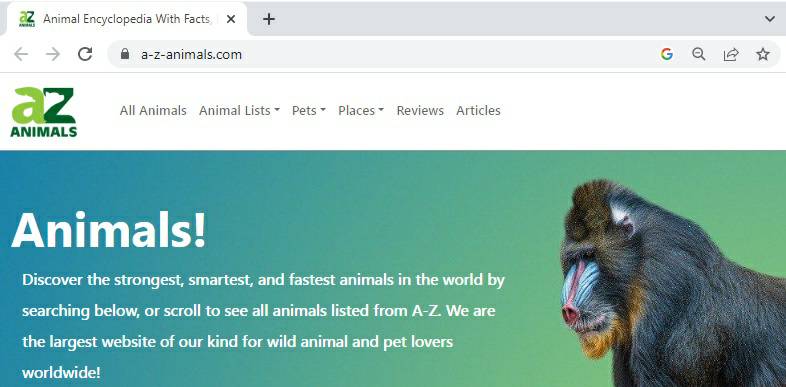 az ANIMALS
Animal Encyclopedia With Facts,
a-z-animals.com
az
ANIMALS
All Animals Animal Lists Pets Places Reviews Articles
Animals!
Discover the strongest, smartest, and fastest animals in the world by
searching below, or scroll to see all animals listed from A-Z. We are
the largest website of our kind for wild animal and pet lovers
worldwide!